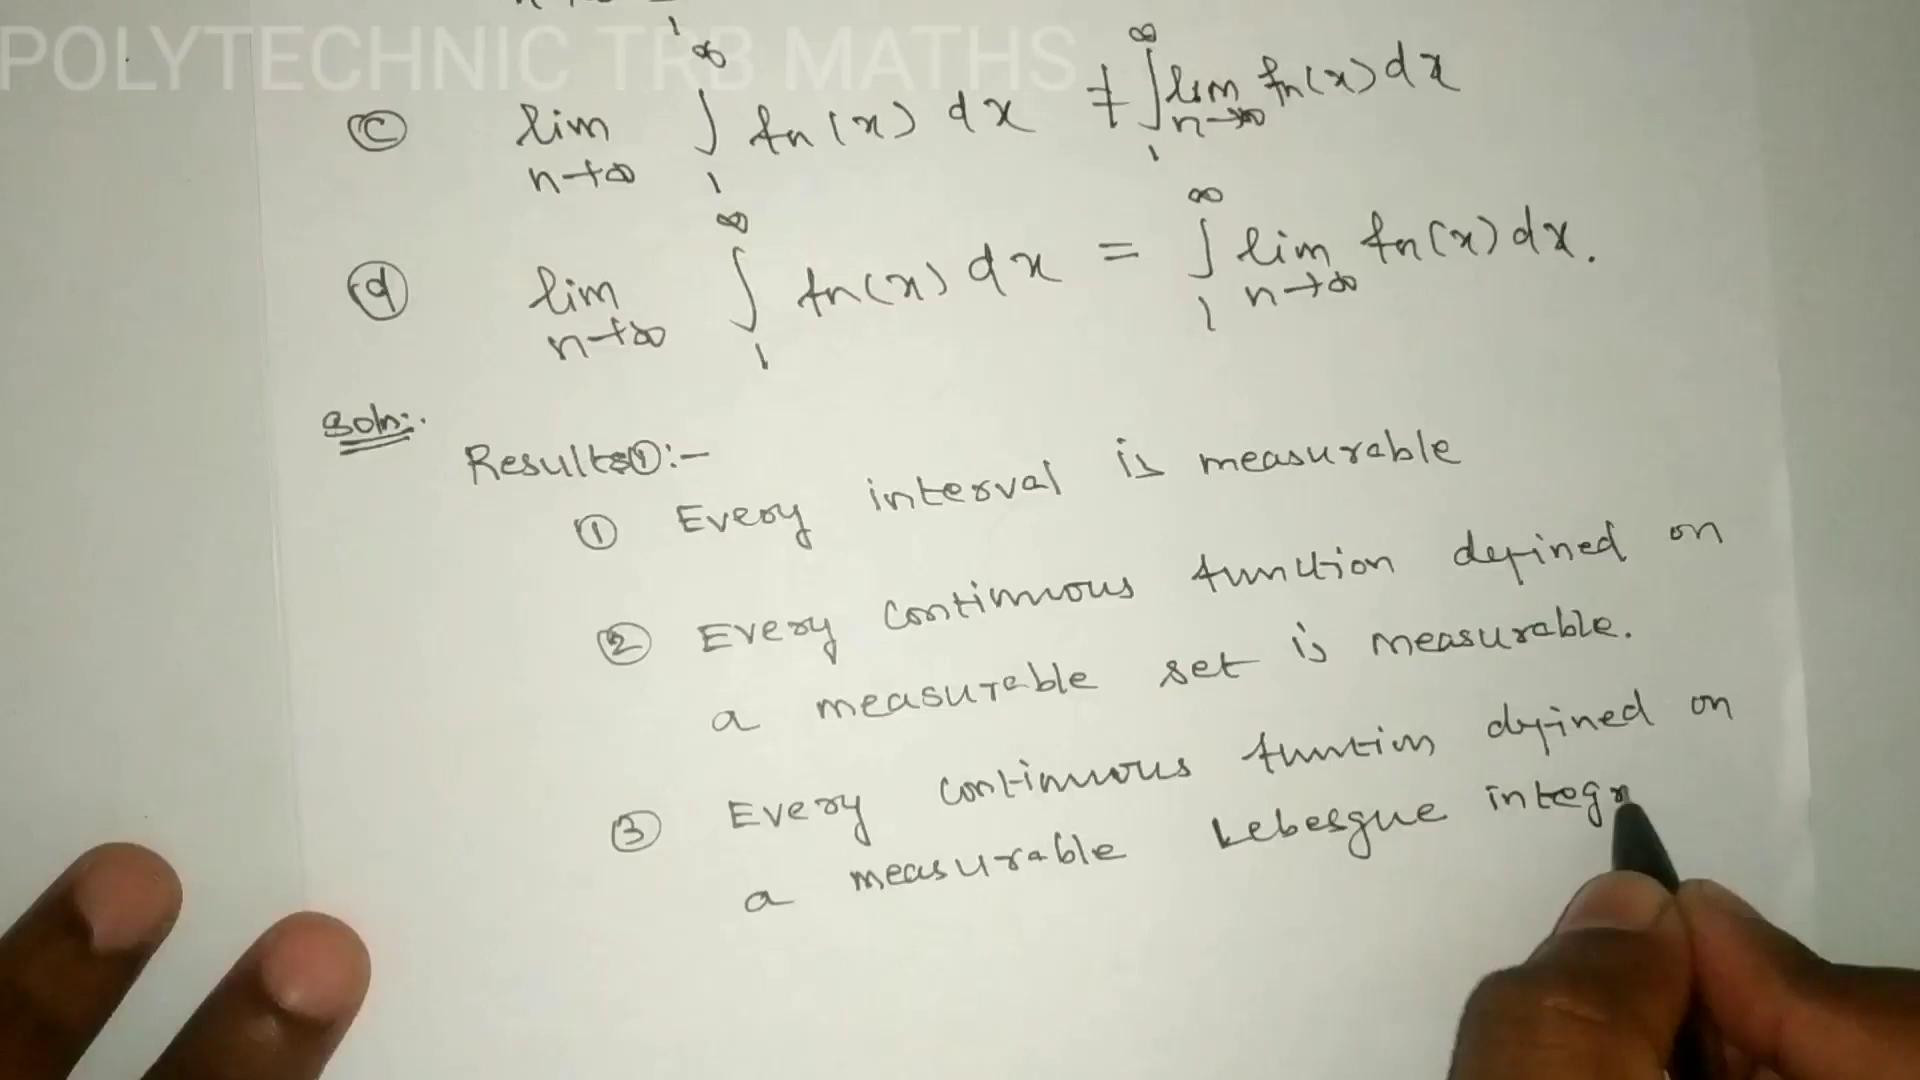 POLYTECHNIC TRB MATHS
(c) lim n→∞ ∫₁^∞ fn(x) dx ≠ ∫₁^∞ lim n→∞ fn(x) dx
(d) lim n→∞ ∫₁^∞ fn(x) dx = ∫₁^∞ lim n→∞ fn(x) dx.
Soln:.
Results①:-
① Every interval is measurable
② Every continuous function defined on
a measurable set is measurable.
③ Every continuous function defined on
a measurable Lebesgue integr